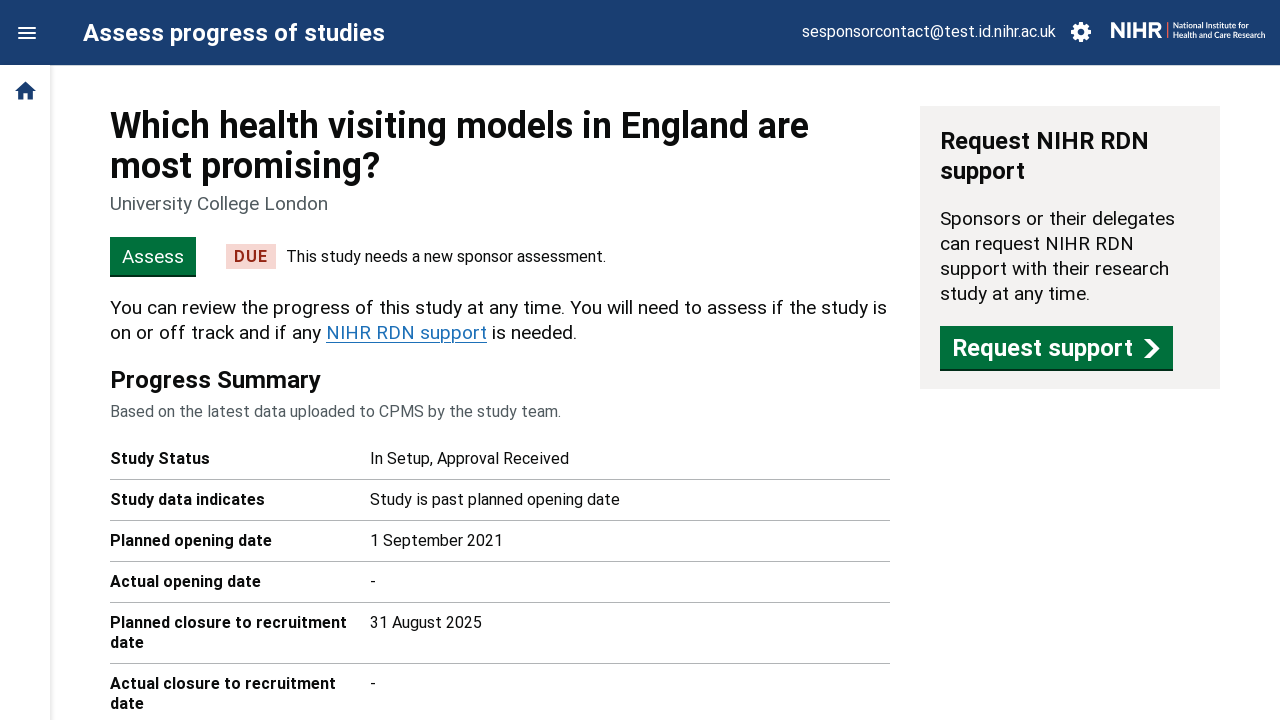 Assess progress of studies
sesponsorcontact@test.id.nihr.ac.uk
NIHR | National Institute for
Health and Care Research
Which health visiting models in England are
most promising?
University College London
Assess
DUE
This study needs a new sponsor assessment.
You can review the progress of this study at any time. You will need to assess if the study is
on or off track and if any NIHR RDN support is needed.
Progress Summary
Based on the latest data uploaded to CPMS by the study team.
Study Status
In Setup, Approval Received
Study data indicates
Study is past planned opening date
Planned opening date
1 September 2021
Actual opening date
-
Planned closure to recruitment
date
31 August 2025
Actual closure to recruitment
date
-
Request NIHR RDN
support
Sponsors or their delegates
can request NIHR RDN
support with their research
study at any time.
Request support